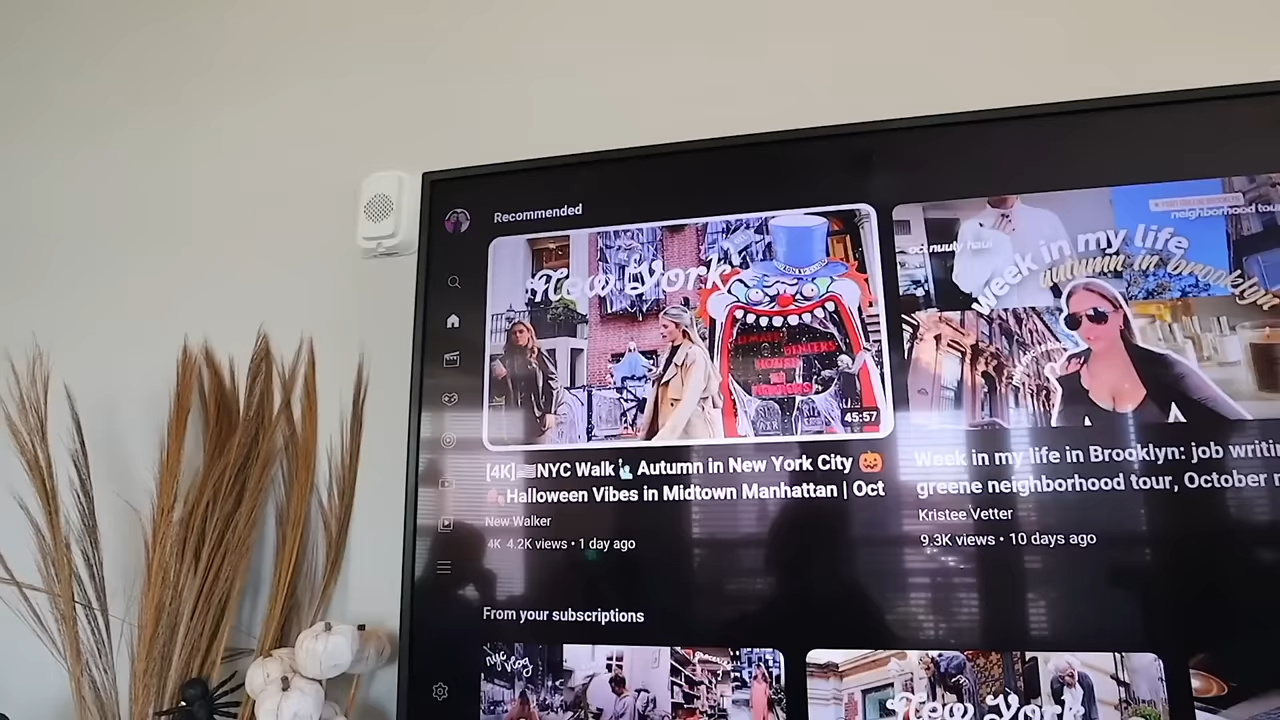 Recommended
New York
45:57
[4K]🇺🇸NYC Walk🗽Autumn in New York City 🎃
Halloween Vibes in Midtown Manhattan | Oct
New Walker
4K 4.2K views • 1 day ago
neighborhood tou
week in my life
autumn in brooklyn
Week in my life in Brooklyn: job writi
greene neighborhood tour, October
Kristee Vetter
9.3K views • 10 days ago
From your subscriptions
nyc vlog
New York